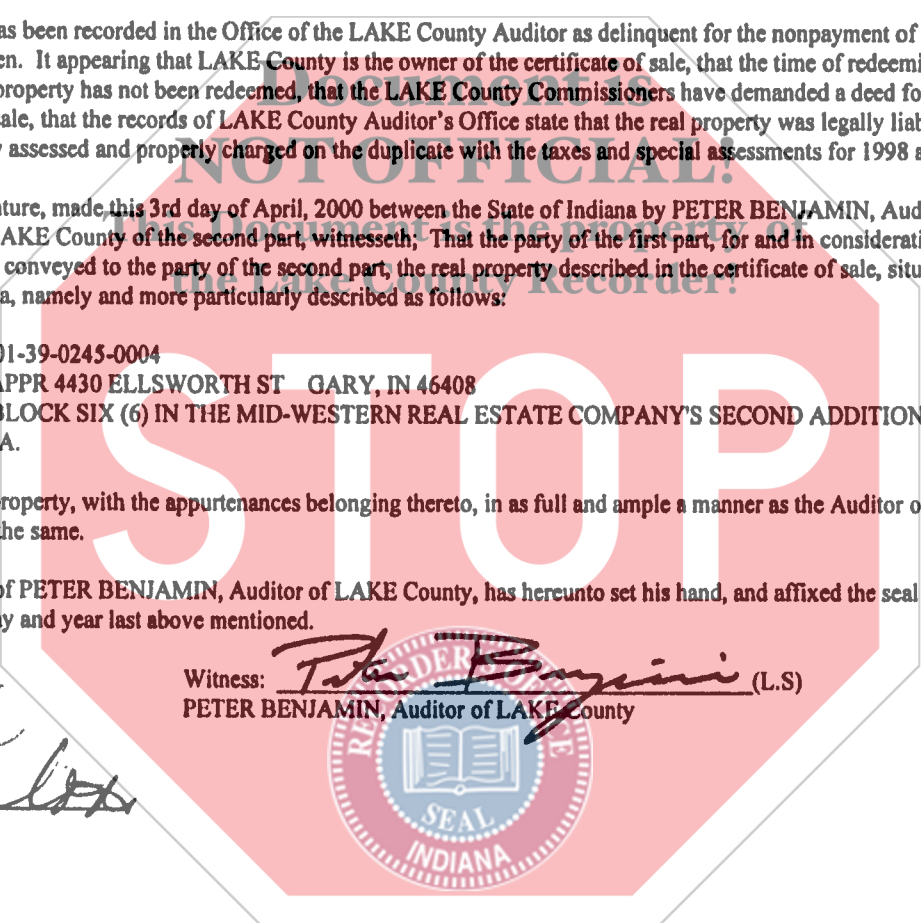 as been recorded in the Office of the LAKE County Auditor as delinquent for the nonpayment of
en. It appearing that LAKE County is the owner of the certificate of sale, that the time of redeemi
property has not been redeemed, that the LAKE County Commissioners have demanded a deed fo
sale, that the records of LAKE County Auditor's Office state that the real property was legally liab
y assessed and properly charged on the duplicate with the taxes and special assessments for 1998 a
Document is
NOT OFFICIAL!
This Document is the property of
the Lake County Recorder!
nture, made this 3rd day of April, 2000 between the State of Indiana by PETER BENJAMIN, Aud
AKE County of the second part, witnesseth; That the party of the first part, for and in considerati
conveyed to the party of the second part, the real property described in the certificate of sale, situ
a, namely and more particularly described as follows:
01-39-0245-0004
APPR 4430 ELLSWORTH ST GARY, IN 46408
BLOCK SIX (6) IN THE MID-WESTERN REAL ESTATE COMPANY'S SECOND ADDITION
A.
STOP
roperty, with the appurtenances belonging thereto, in as full and ample a manner as the Auditor o
the same.
of PETER BENJAMIN, Auditor of LAKE County, has hereunto set his hand, and affixed the seal
y and year last above mentioned.
Witness: Peter Benjamin (L.S)
PETER BENJAMIN, Auditor of LAKE County
RECORDER'S OFFICE
SEAL
INDIANA